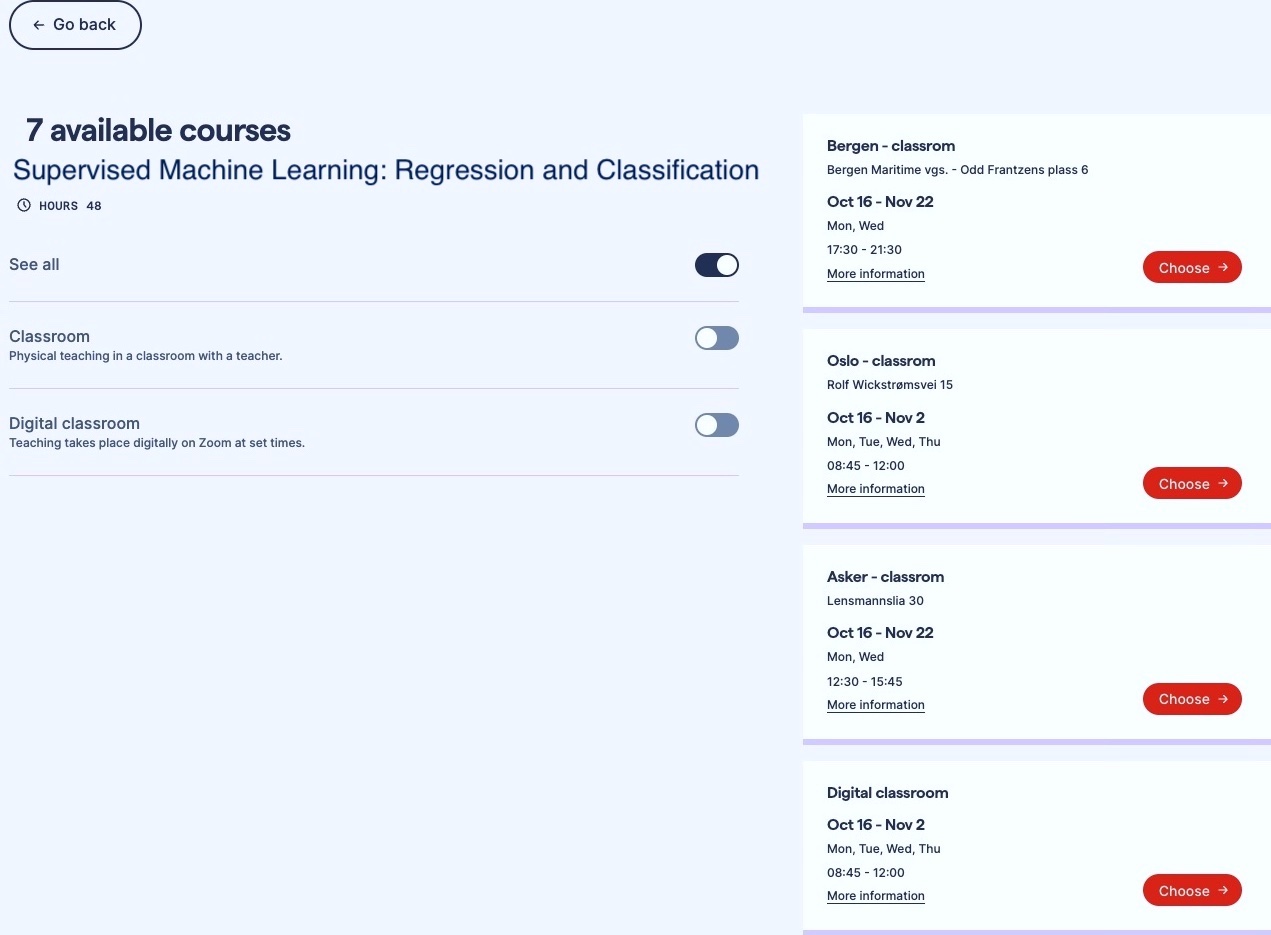 ← Go back
7 available courses
Supervised Machine Learning: Regression and Classification
HOURS 48
See all
Classroom
Physical teaching in a classroom with a teacher.
Digital classroom
Teaching takes place digitally on Zoom at set times.
Bergen - classrom
Bergen Maritime vgs. - Odd Frantzens plass 6
Oct 16 - Nov 22
Mon, Wed
17:30 - 21:30
More information
Choose →
Oslo - classrom
Rolf Wickstrømsvei 15
Oct 16 - Nov 2
Mon, Tue, Wed, Thu
08:45 - 12:00
More information
Choose →
Asker - classrom
Lensmannslia 30
Oct 16 - Nov 22
Mon, Wed
12:30 - 15:45
More information
Choose →
Digital classroom
Oct 16 - Nov 2
Mon, Tue, Wed, Thu
08:45 - 12:00
More information
Choose →